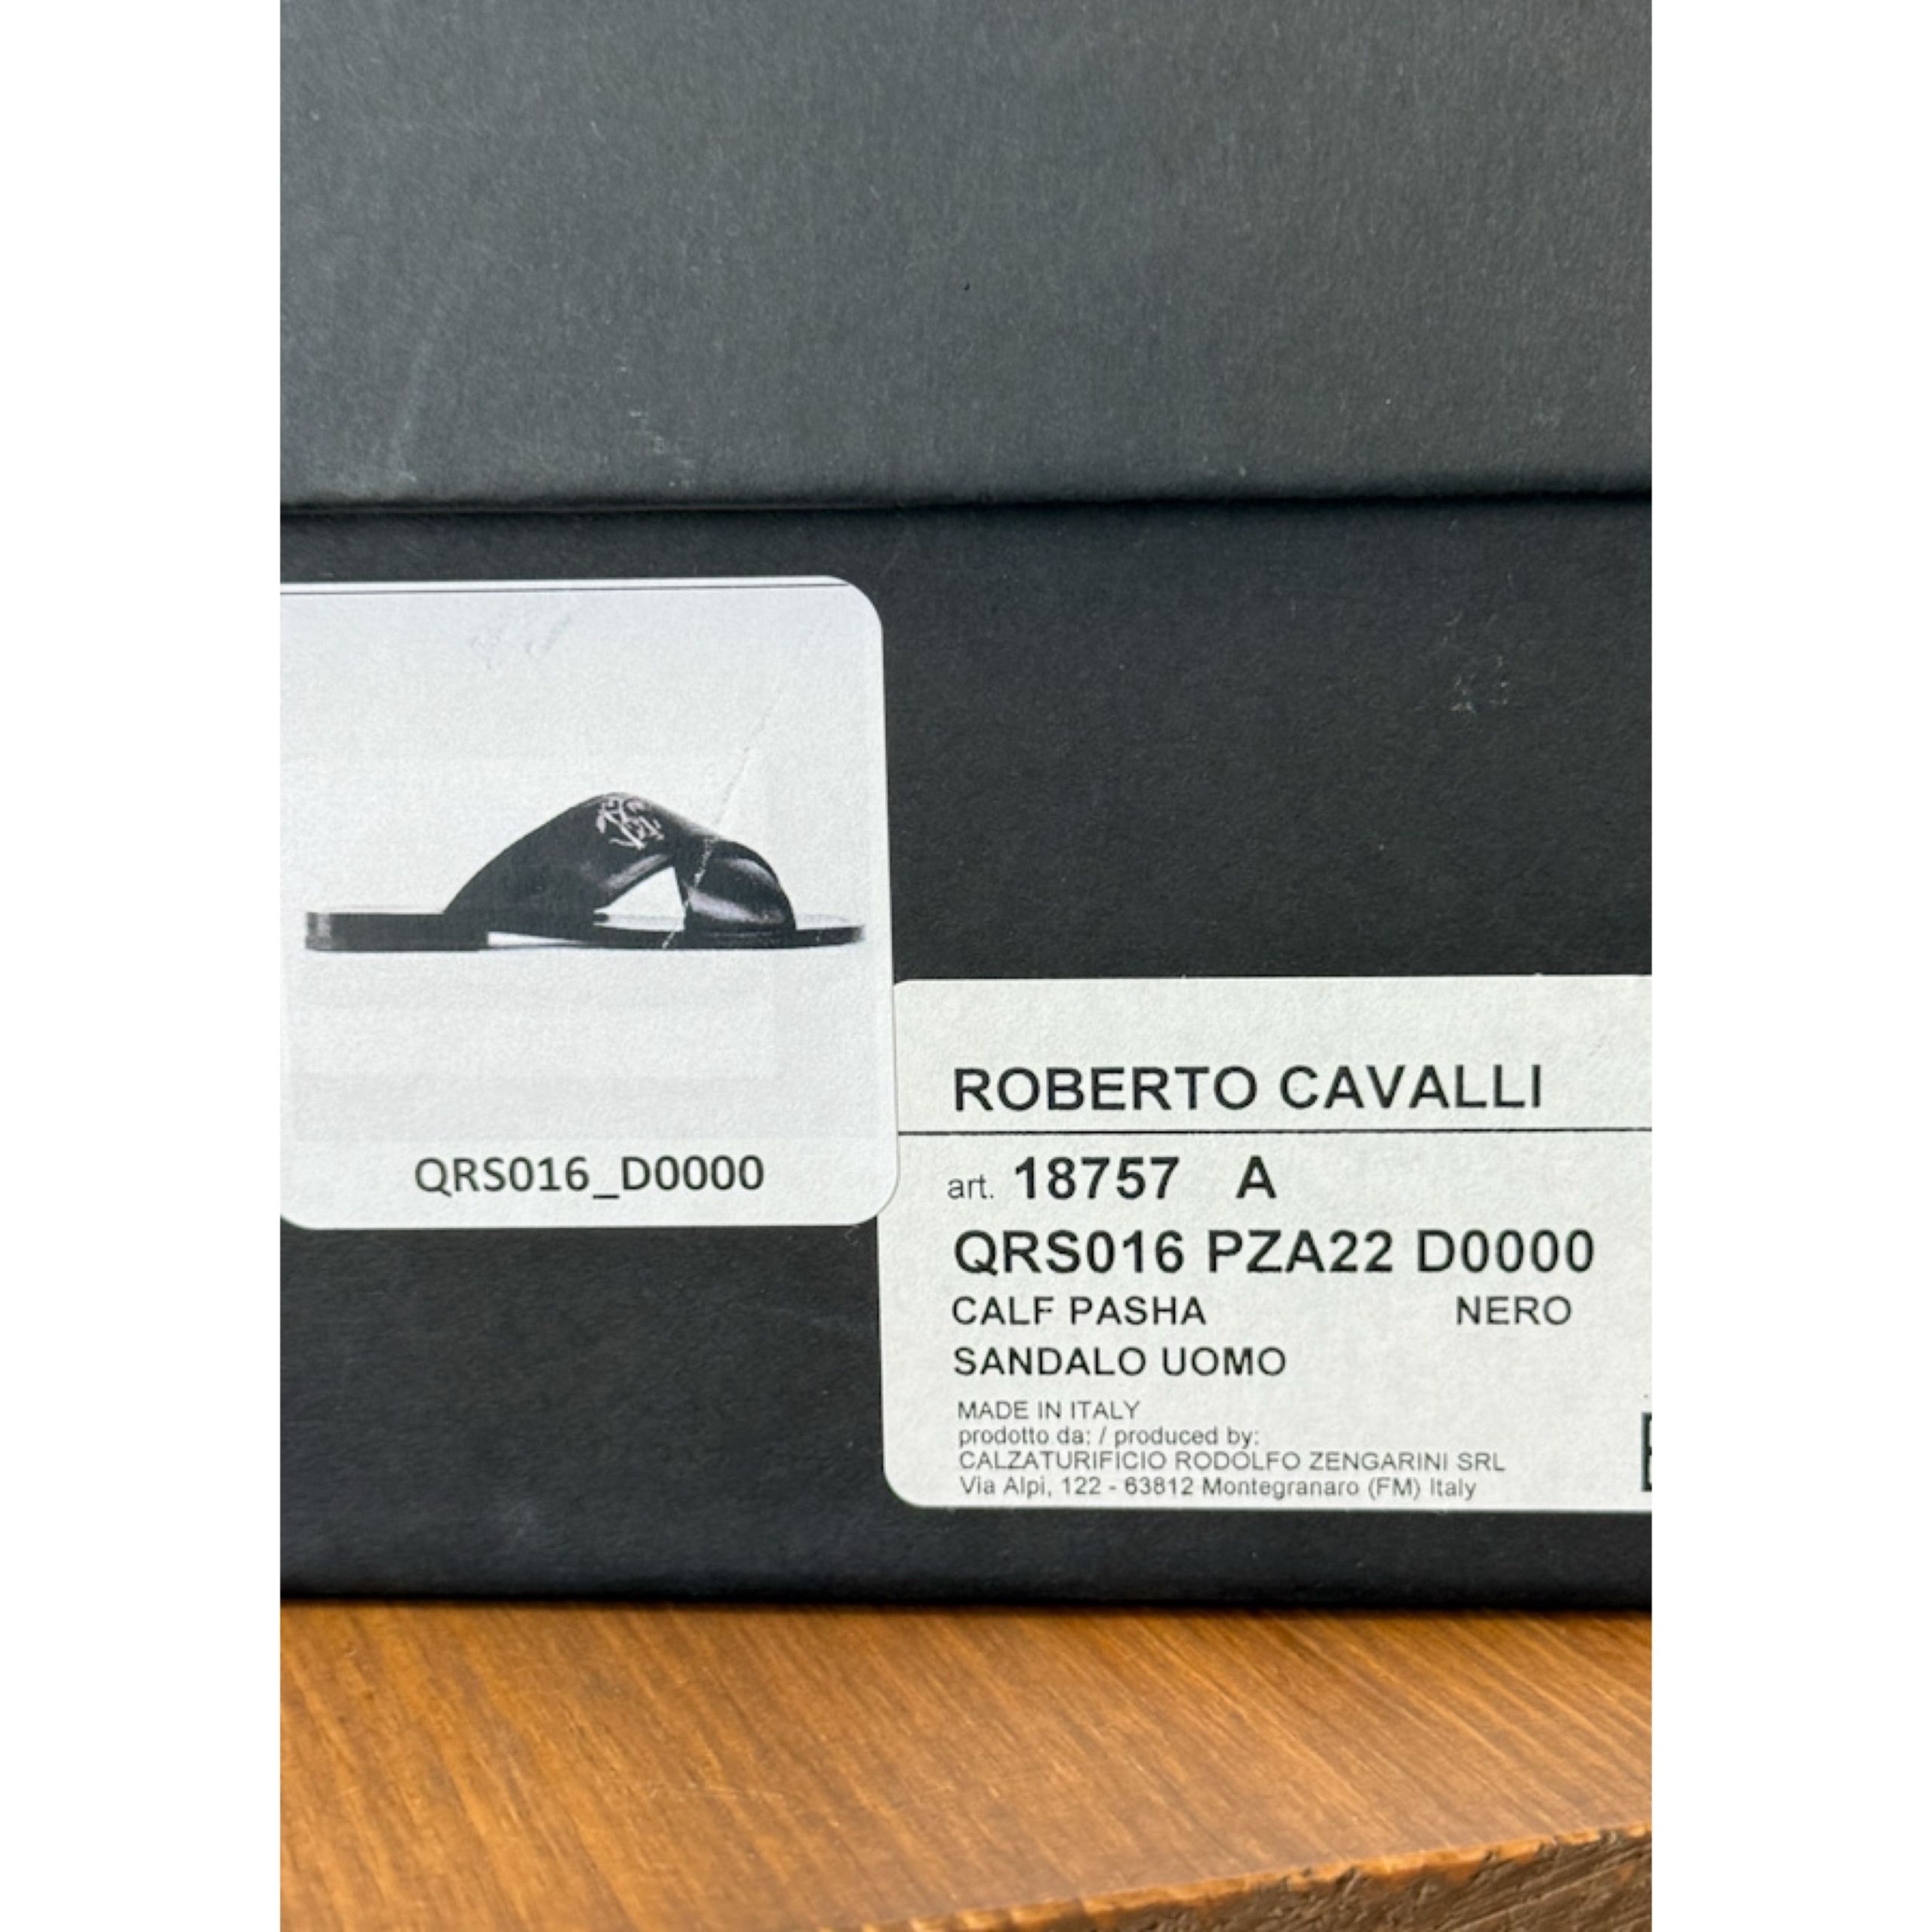 QRS016_D0000
ROBERTO CAVALLI
art. 18757 A
QRS016 PZA22 D0000
CALF PASHA NERO
SANDALO UOMO
MADE IN ITALY
prodotto da: / produced by:
CALZATURIFICIO RODOLFO ZENGARINI SRL
Via Alpi, 122 - 63812 Montegranaro (FM) Italy